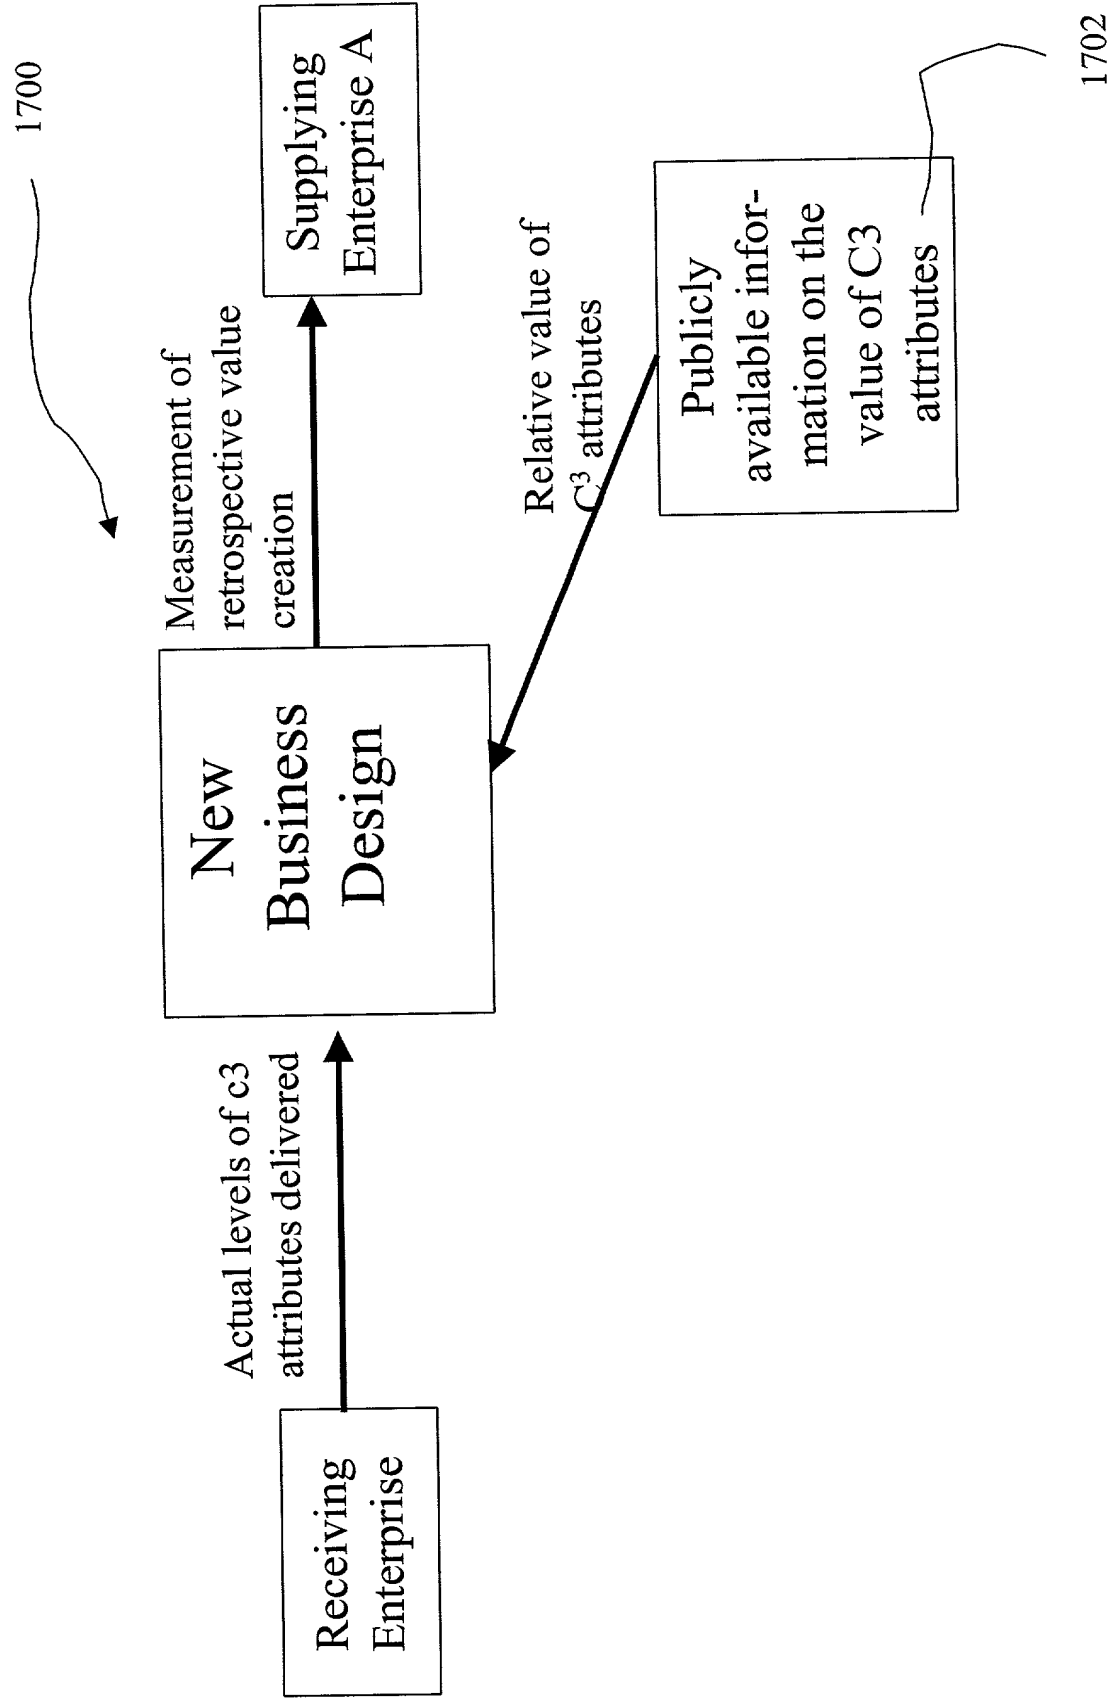 1700
Receiving
Enterprise
Actual levels of c3
attributes delivered
New
Business
Design
Measurement of
retrospective value
creation
Supplying
Enterprise A
Relative value of
C³ attributes
Publicly
available infor-
mation on the
value of C3
attributes
1702